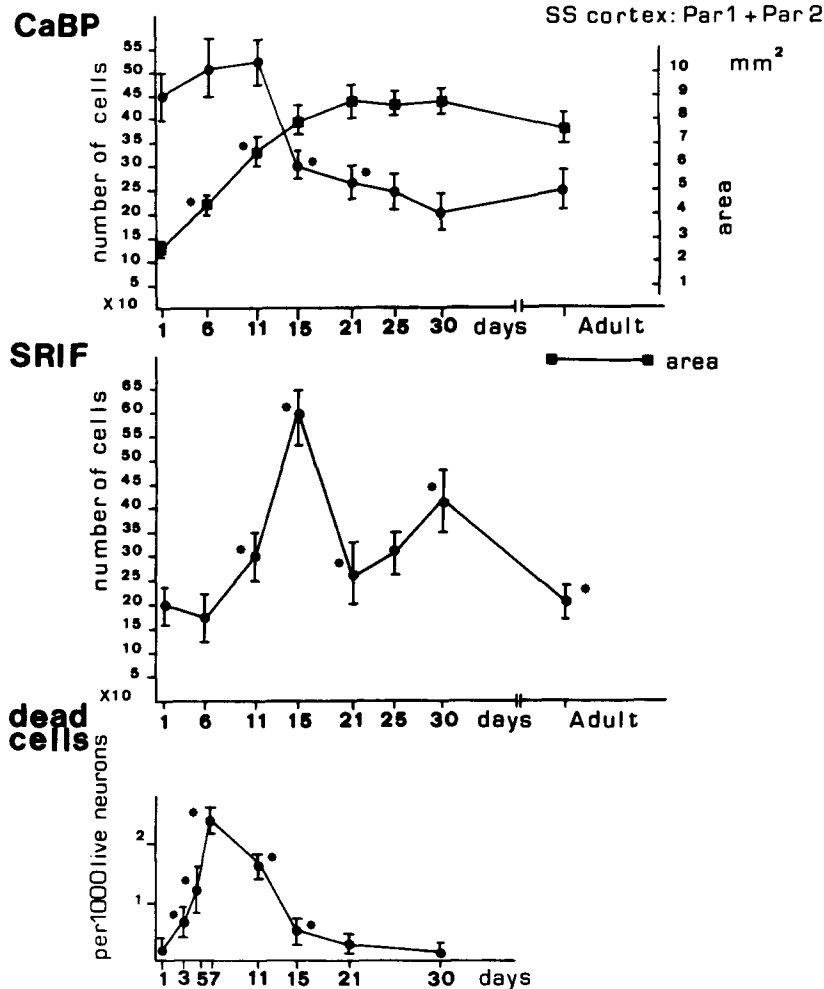 CaBP
SS cortex: Par1 + Par 2
number of cells
55
50
45
40
35
30
25
20
15
10
5
X10
mm²
10
9
8
7
6
5
4
3
2
1
area
1 6 11 15 21 25 30 days Adult
area
SRIF
number of cells
65
60
55
50
45
40
35
30
25
20
15
10
5
X10
1 6 11 15 21 25 30 days Adult
dead
cells
per1000live neurons
2
1
1 3 5 7 11 15 21 30 days